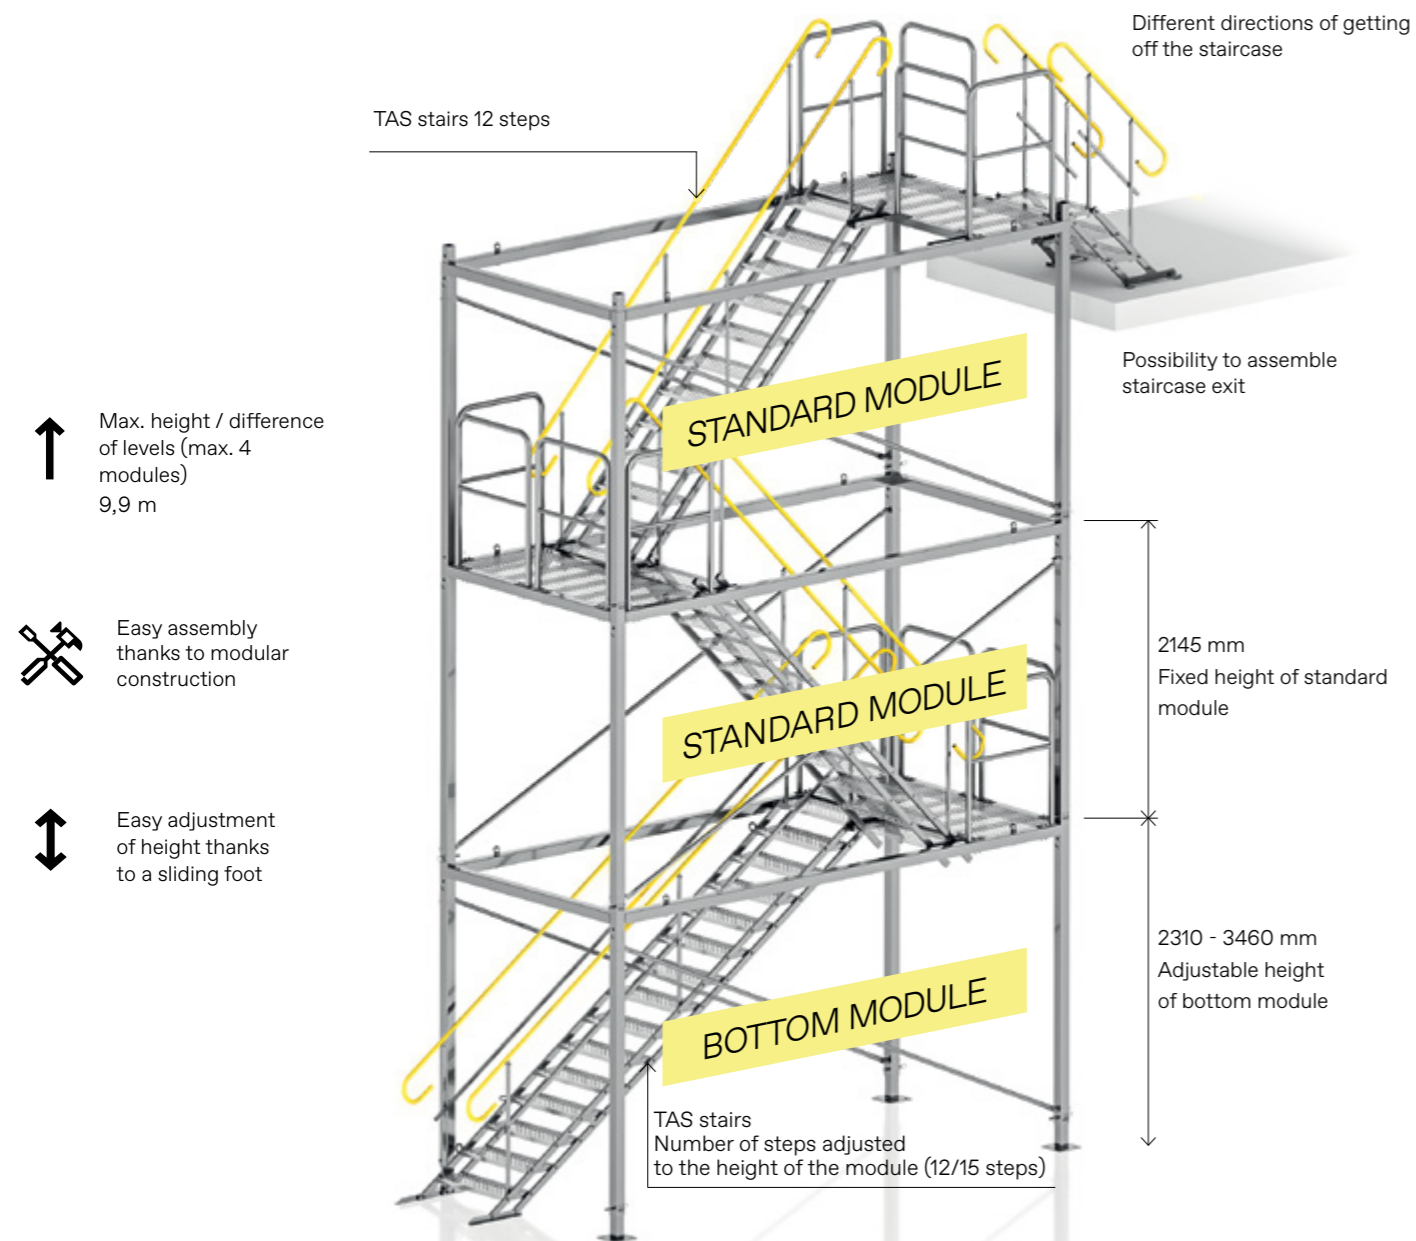 Different directions of getting
off the staircase
TAS stairs 12 steps
Possibility to assemble
staircase exit
STANDARD MODULE
Max. height / difference
of levels (max. 4
modules)
9,9 m
Easy assembly
thanks to modular
construction
2145 mm
Fixed height of standard
module
STANDARD MODULE
Easy adjustment
of height thanks
to a sliding foot
2310 - 3460 mm
Adjustable height
of bottom module
BOTTOM MODULE
TAS stairs
Number of steps adjusted
to the height of the module (12/15 steps)